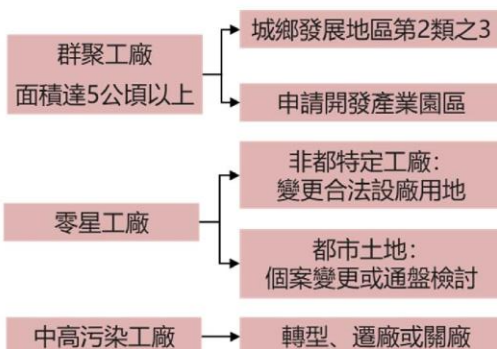 群聚工廠
面積達5公頃以上
城鄉發展地區第2類之3
申請開發產業園區
零星工廠
非都特定工廠：
變更合法設廠用地
都市土地：
個案變更或通盤檢討
中高污染工廠
轉型、遷廠或關廠